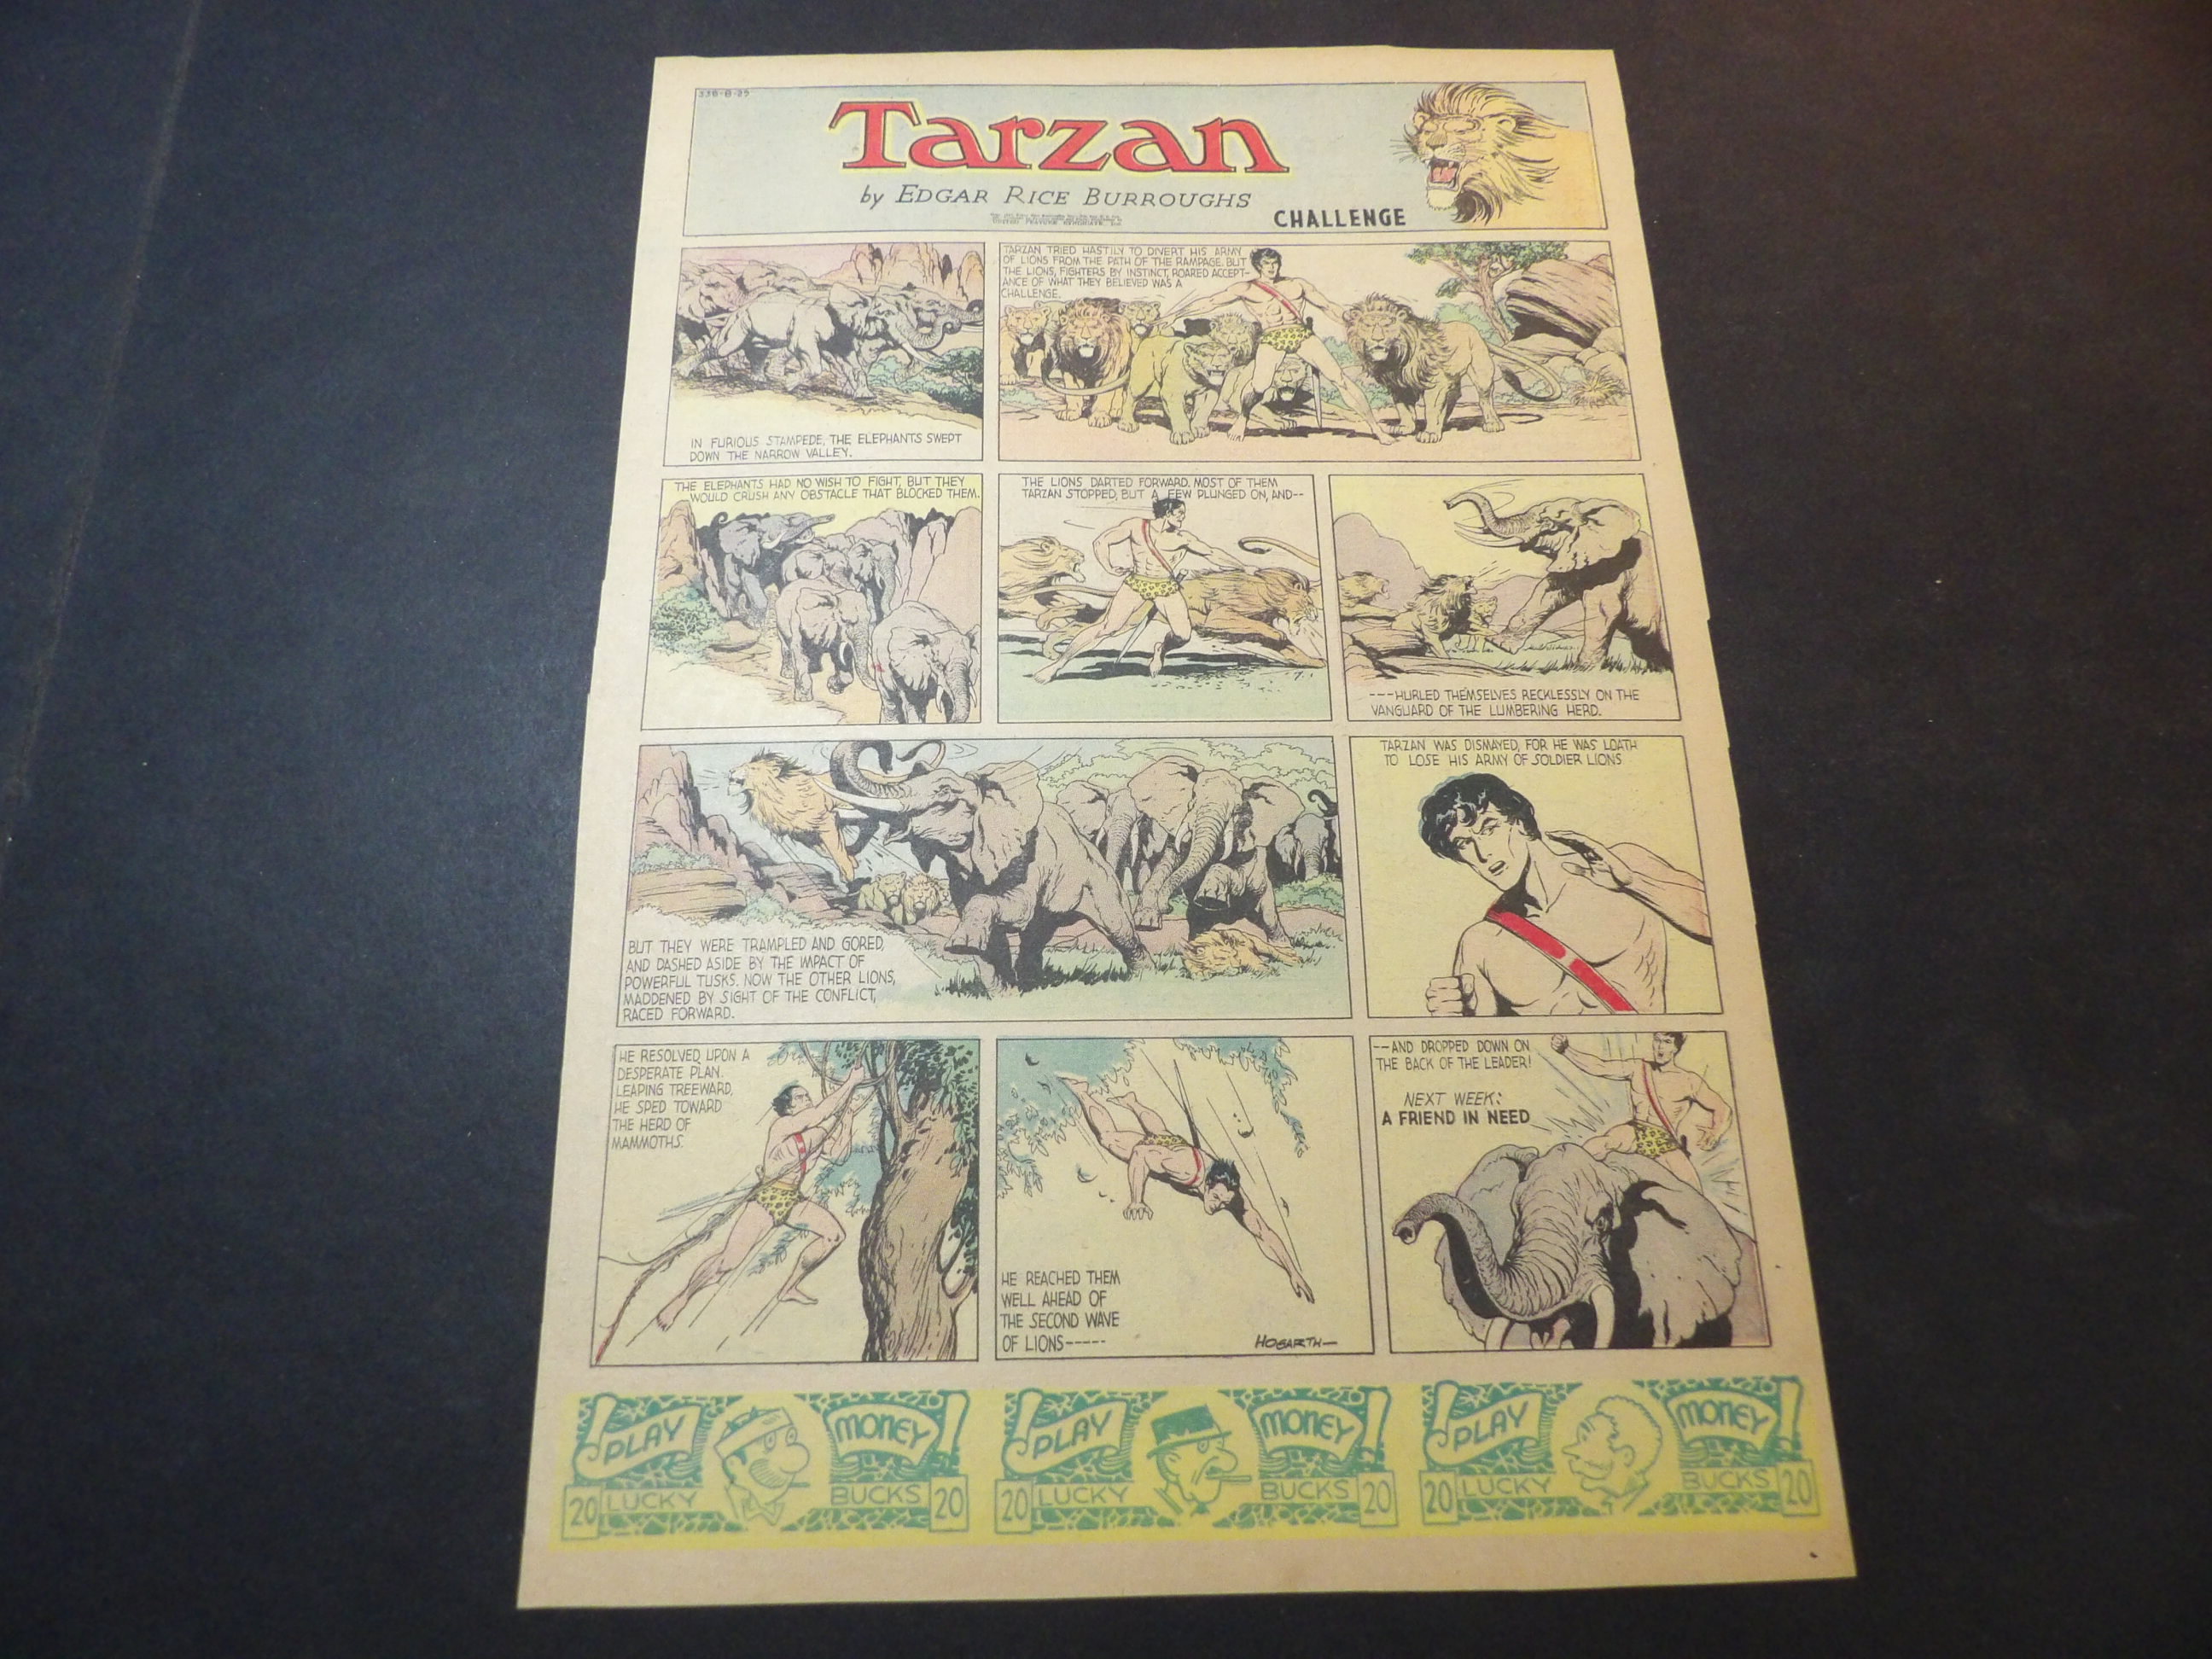 338-8-29
Tarzan
by EDGAR RICE BURROUGHS
CHALLENGE
IN FURIOUS STAMPEDE, THE ELEPHANTS SWEPT
DOWN THE NARROW VALLEY.
TARZAN TRIED HASTILY TO DIVERT HIS ARMY
OF LIONS FROM THE PATH OF THE RAMPAGE. BUT
THE LIONS, FIGHTERS BY INSTINCT, ROARED ACCEPT-
ANCE OF WHAT THEY BELIEVED WAS A
CHALLENGE.
THE ELEPHANTS HAD NO WISH TO FIGHT, BUT THEY
WOULD CRUSH ANY OBSTACLE THAT BLOCKED THEM.
THE LIONS DARTED FORWARD. MOST OF THEM
TARZAN STOPPED, BUT A FEW PLUNGED ON, AND--
---HURLED THEMSELVES RECKLESSLY ON THE
VANGUARD OF THE LUMBERING HERD.
BUT THEY WERE TRAMPLED AND GORED,
AND DASHED ASIDE BY THE IMPACT OF
POWERFUL TUSKS. NOW THE OTHER LIONS,
MADDENED BY SIGHT OF THE CONFLICT,
RACED FORWARD.
TARZAN WAS DISMAYED, FOR HE WAS LOATH
TO LOSE HIS ARMY OF SOLDIER LIONS
HE RESOLVED UPON A
DESPERATE PLAN.
LEAPING TREEWARD,
HE SPED TOWARD
THE HERD OF
MAMMOTHS.
HE REACHED THEM
WELL AHEAD OF
THE SECOND WAVE
OF LIONS-----
HOGARTH—
--AND DROPPED DOWN ON
THE BACK OF THE LEADER!
NEXT WEEK:
A FRIEND IN NEED
PLAY MONEY
20 LUCKY BUCKS 20
PLAY MONEY
20 LUCKY BUCKS 20
PLAY MONEY
20 LUCKY BUCKS 20